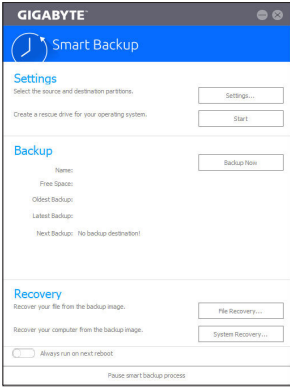 GIGABYTE™
Smart Backup
Settings
Select the source and destination partitions.
Settings...
Create a rescue drive for your operating system.
Start
Backup
Backup Now
Name:
Free Space:
Oldest Backup:
Latest Backup:
Next Backup: No backup destination!
Recovery
Recover your file from the backup image.
File Recovery...
Recover your computer from the backup image.
System Recovery...
Always run on next reboot
Pause smart backup process